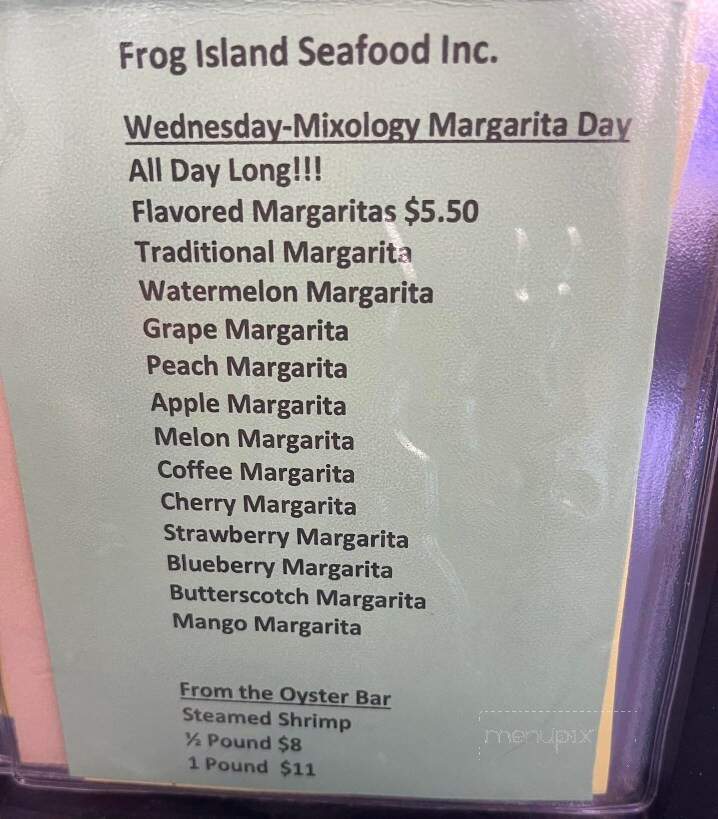 Frog Island Seafood Inc.
Wednesday-Mixology Margarita Day
All Day Long!!!
Flavored Margaritas $5.50
Traditional Margarita
Watermelon Margarita
Grape Margarita
Peach Margarita
Apple Margarita
Melon Margarita
Coffee Margarita
Cherry Margarita
Strawberry Margarita
Blueberry Margarita
Butterscotch Margarita
Mango Margarita
From the Oyster Bar
Steamed Shrimp
½ Pound $8
1 Pound $11
menupix